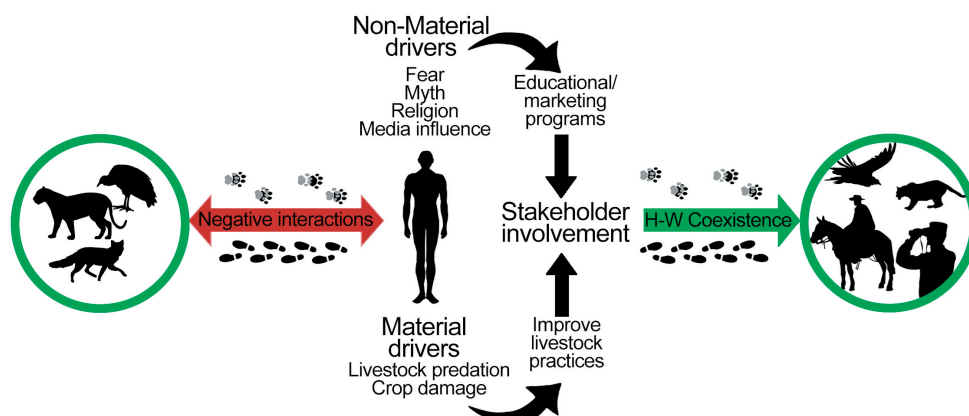 Non-Material
drivers
Fear
Myth
Religion
Media influence
Educational/
marketing
programs
Negative interactions
Stakeholder
involvement
H-W Coexistence
Material
drivers
Livestock predation
Crop damage
Improve
livestock
practices